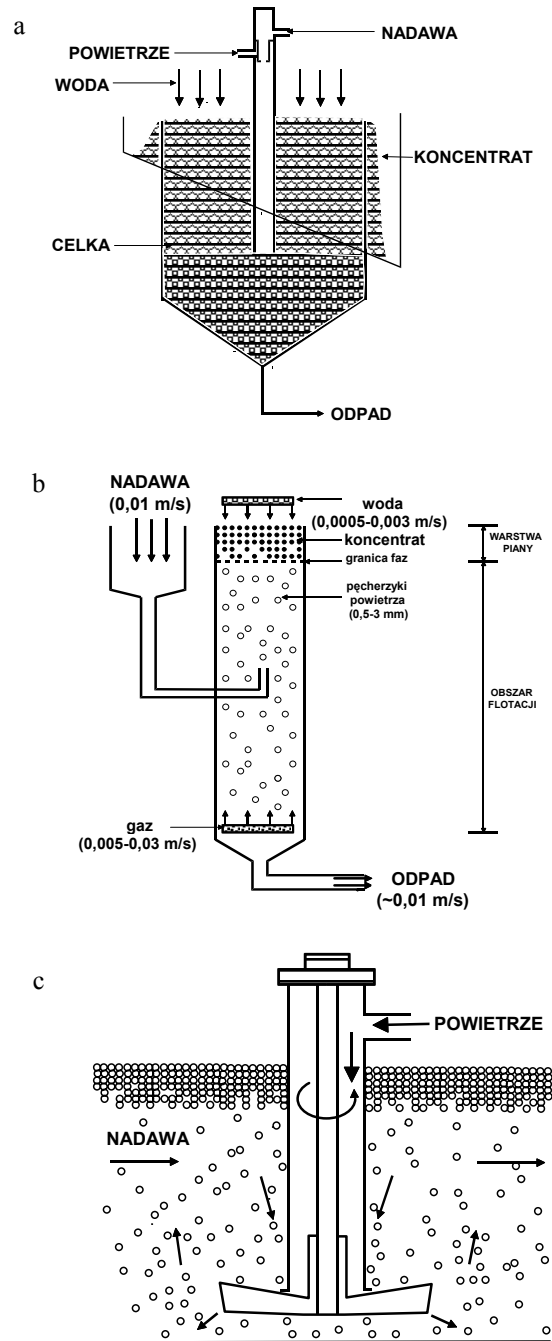 a
NADAWA
POWIETRZE
WODA
KONCENTRAT
CELKA
ODPAD
b
NADAWA
(0,01 m/s)
woda
(0,0005-0,003 m/s)
koncentrat
granica faz
WARSTWA
PIANY
pęcherzyki
powietrza
(0,5-3 mm)
OBSZAR
FLOTACJI
gaz
(0,005-0,03 m/s)
ODPAD
(~0,01 m/s)
c
POWIETRZE
NADAWA